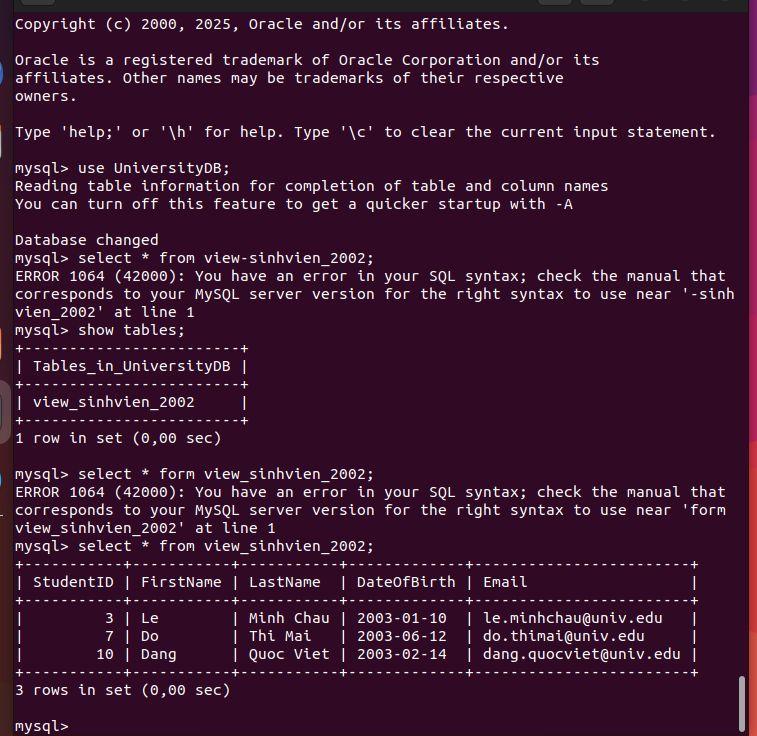 Copyright (c) 2000, 2025, Oracle and/or its affiliates.
Oracle is a registered trademark of Oracle Corporation and/or its
affiliates. Other names may be trademarks of their respective
owners.
Type 'help;' or '\h' for help. Type '\c' to clear the current input statement.
mysql> use UniversityDB;
Reading table information for completion of table and column names
You can turn off this feature to get a quicker startup with -A
Database changed
mysql> select * from view-sinhvien_2002;
ERROR 1064 (42000): You have an error in your SQL syntax; check the manual that
corresponds to your MySQL server version for the right syntax to use near '-sinh
vien_2002' at line 1
mysql> show tables;
+------------------------+
| Tables_in_UniversityDB |
+------------------------+
| view_sinhvien_2002     |
+------------------------+
1 row in set (0,00 sec)
mysql> select * form view_sinhvien_2002;
ERROR 1064 (42000): You have an error in your SQL syntax; check the manual that
corresponds to your MySQL server version for the right syntax to use near 'form
view_sinhvien_2002' at line 1
mysql> select * from view_sinhvien_2002;
+-----------+-----------+-----------+-------------+------------------------+
| StudentID | FirstName | LastName  | DateOfBirth | Email                  |
+-----------+-----------+-----------+-------------+------------------------+
|         3 | Le        | Minh Chau | 2003-01-10  | le.minhchau@univ.edu   |
|         7 | Do        | Thi Mai   | 2003-06-12  | do.thimai@univ.edu     |
|        10 | Dang      | Quoc Viet | 2003-02-14  | dang.quocviet@univ.edu |
+-----------+-----------+-----------+-------------+------------------------+
3 rows in set (0,00 sec)
mysql>